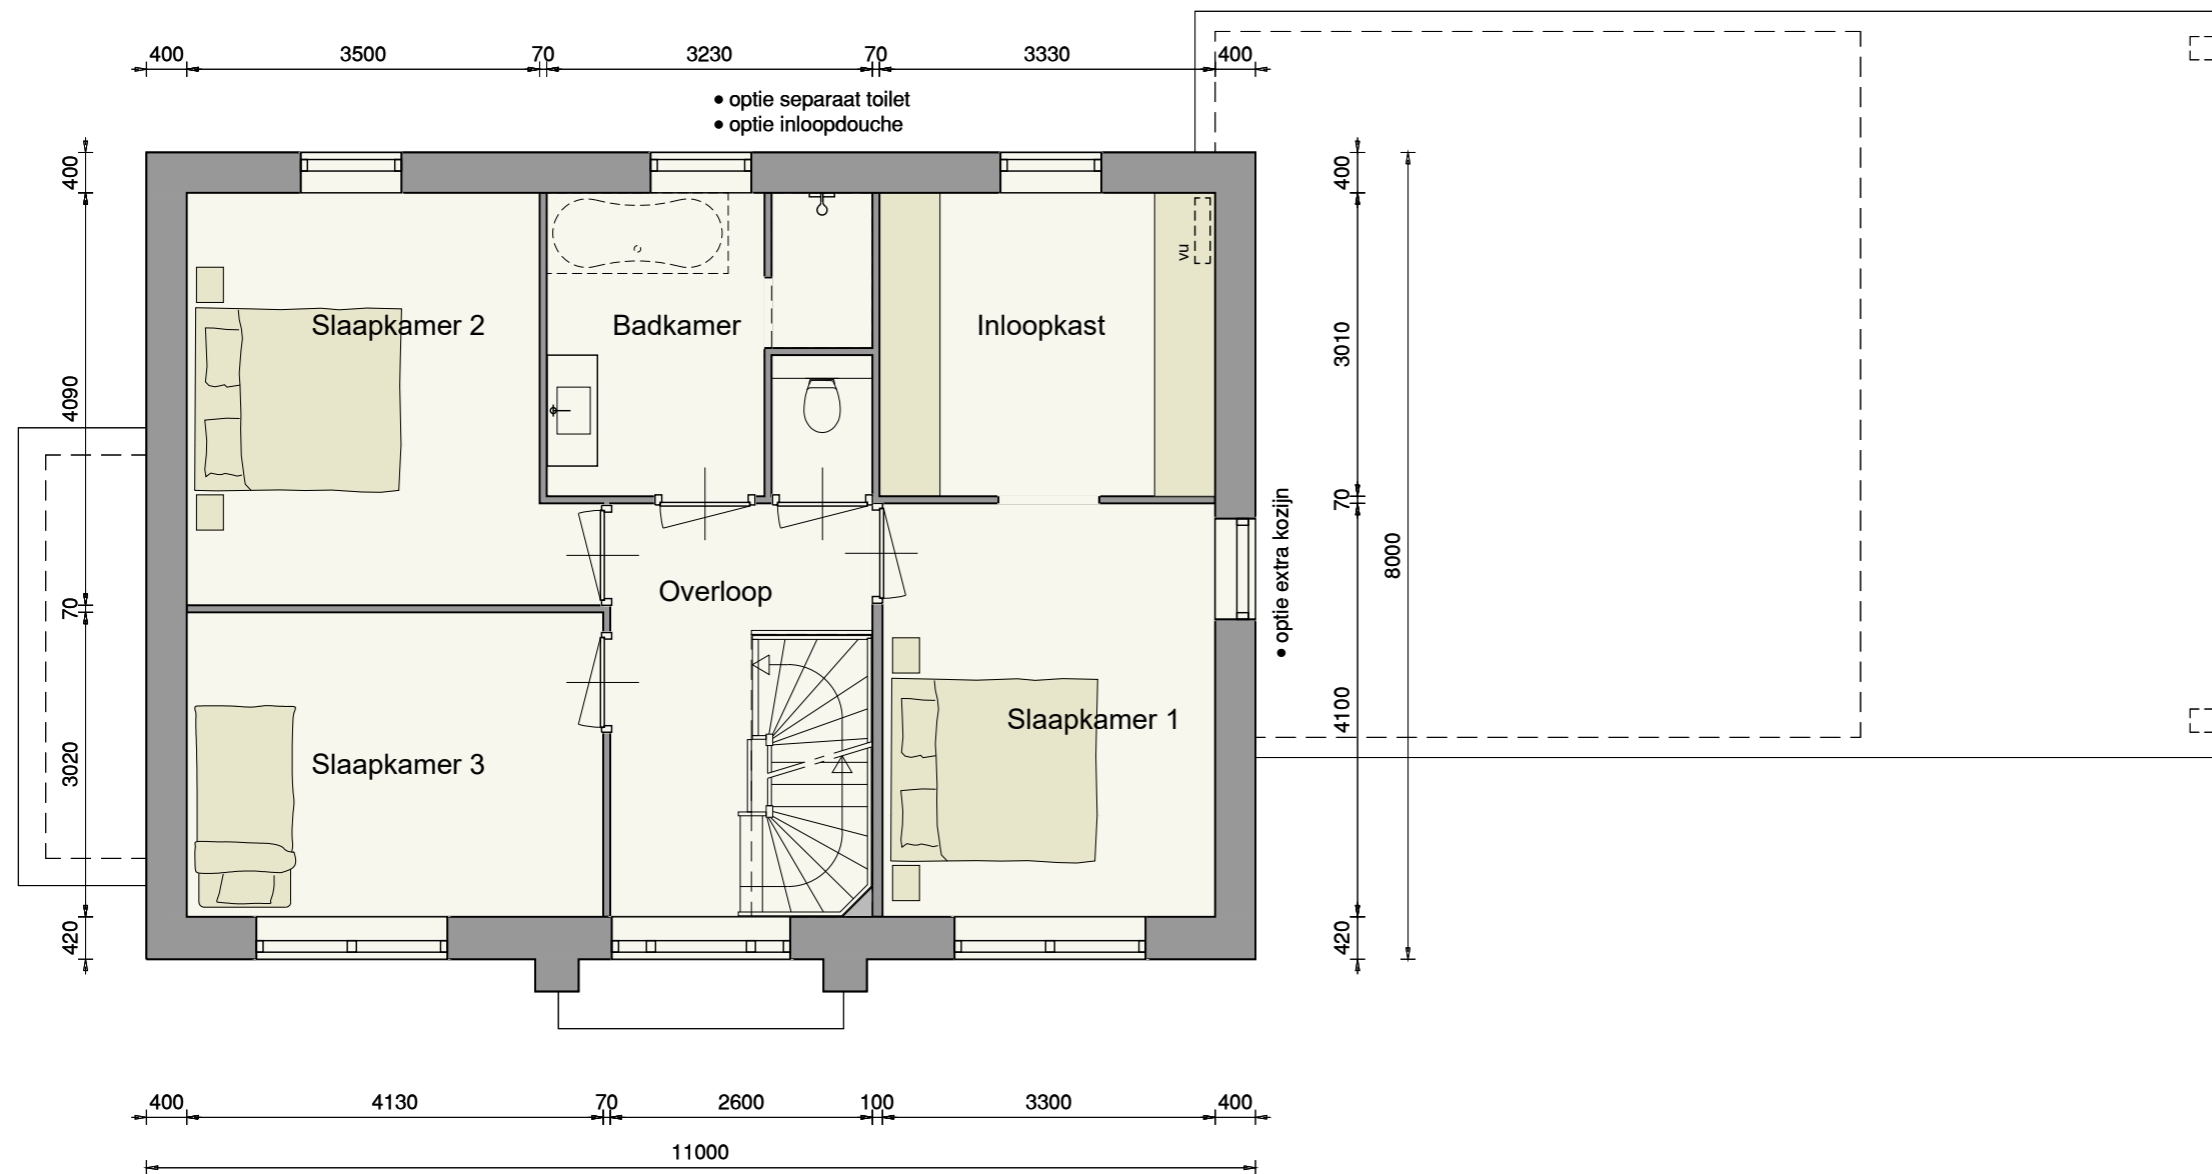 400 3500 70 3230 70 3330 400
• optie separaat toilet
• optie inloopdouche
400
4090
70
3020
420
400
3010
70
4100
420
8000
vu
Slaapkamer 2
Badkamer
Inloopkast
• optie extra kozijn
Overloop
Slaapkamer 1
Slaapkamer 3
400 4130 70 2600 100 3300 400
11000